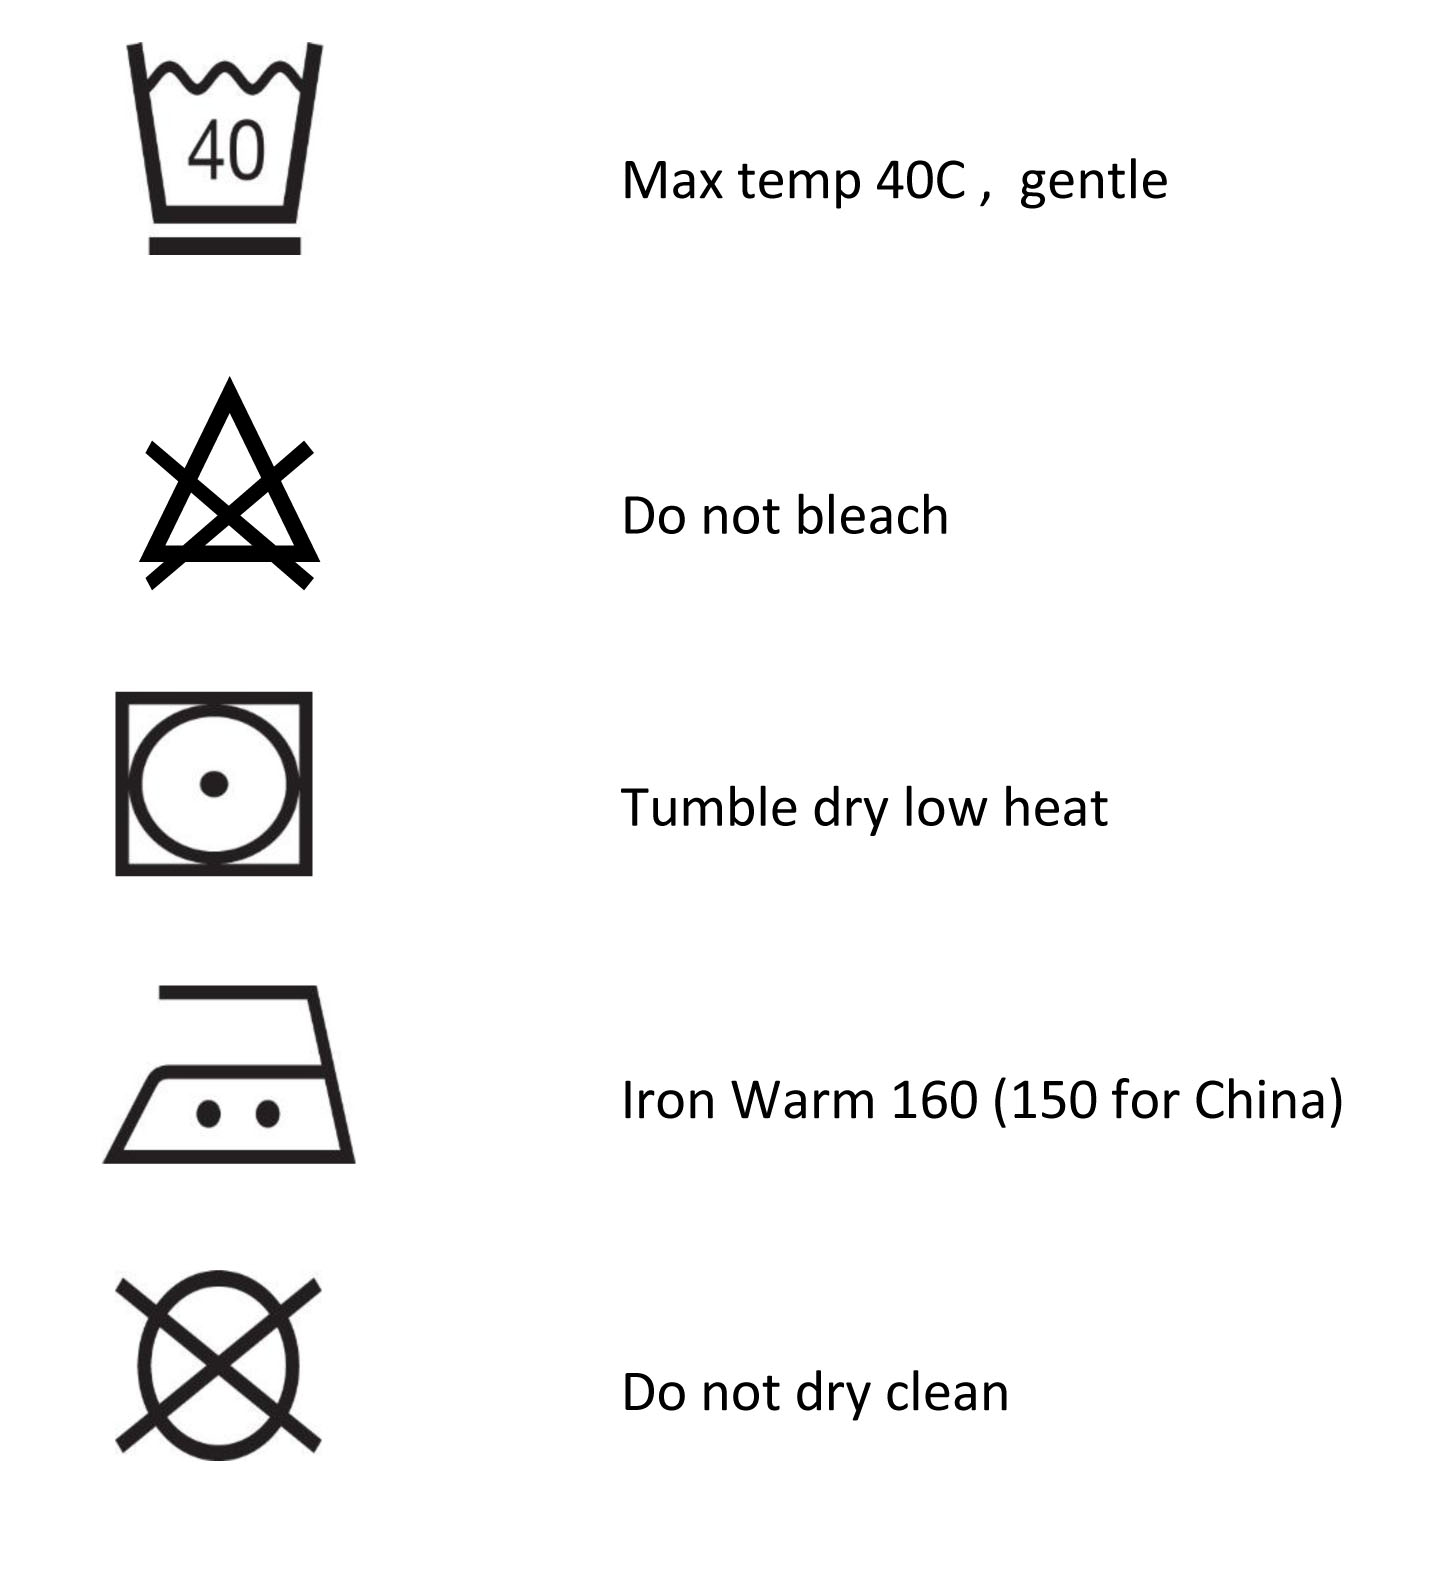 40
Max temp 40C ,  gentle
Do not bleach
Tumble dry low heat
Iron Warm 160 (150 for China)
Do not dry clean